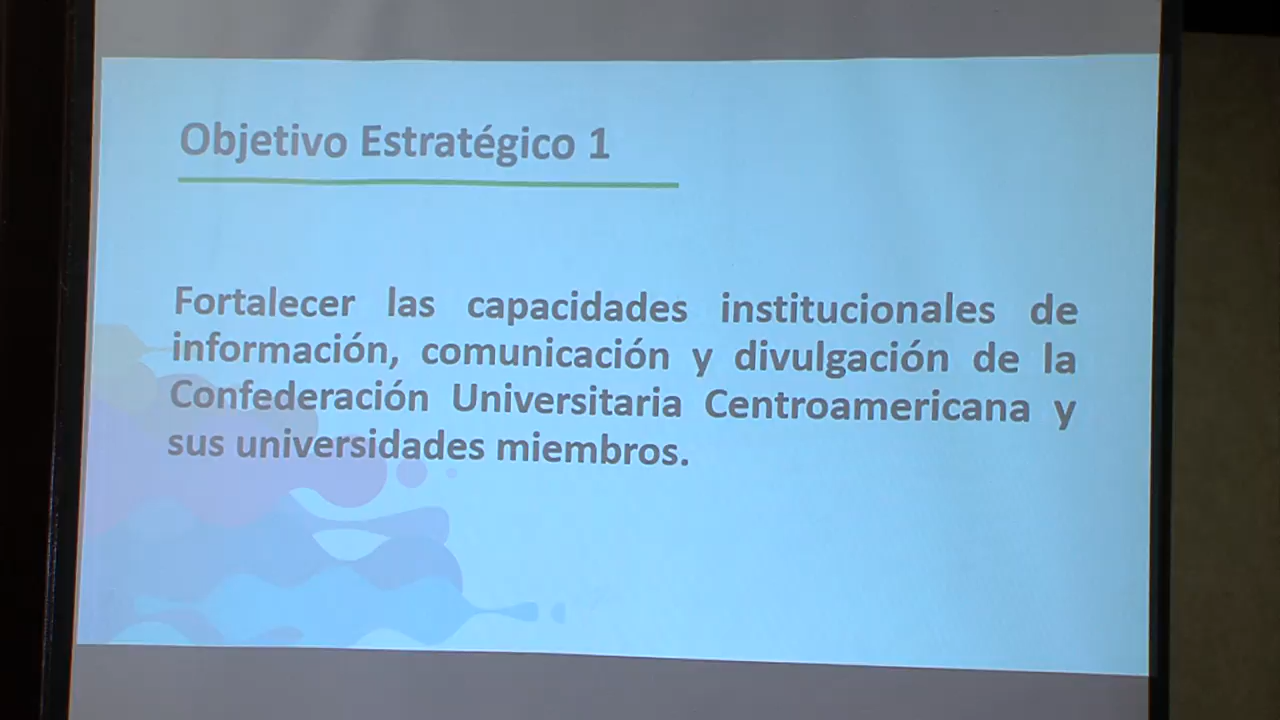 Objetivo Estratégico 1
Fortalecer las capacidades institucionales de
información, comunicación y divulgación de la
Confederación Universitaria Centroamericana y
sus universidades miembros.